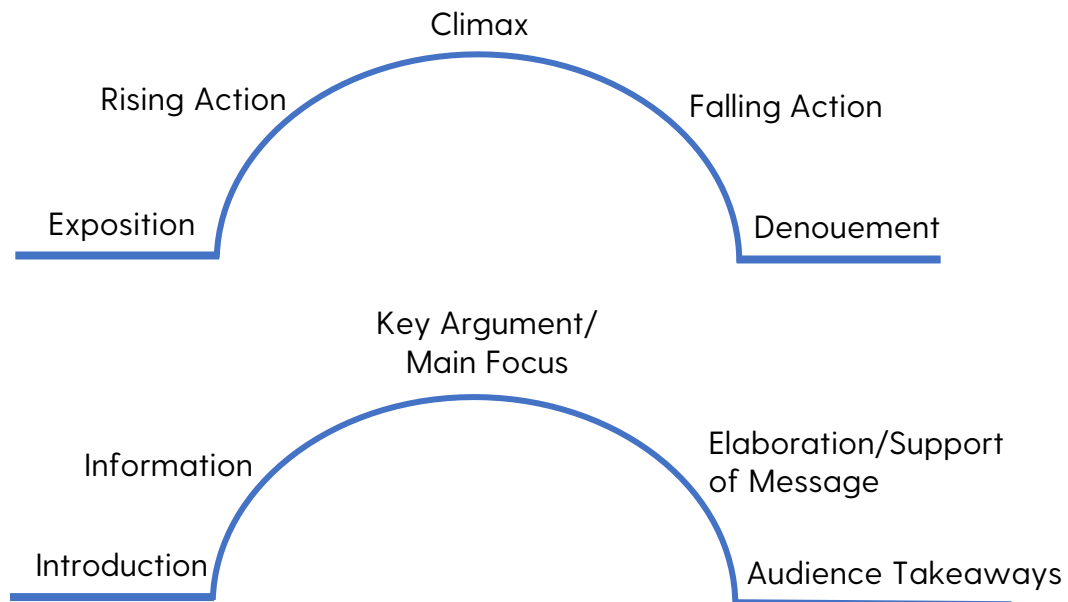 Climax
Rising Action
Falling Action
Exposition
Denouement
Key Argument/
Main Focus
Information
Elaboration/Support
of Message
Introduction
Audience Takeaways